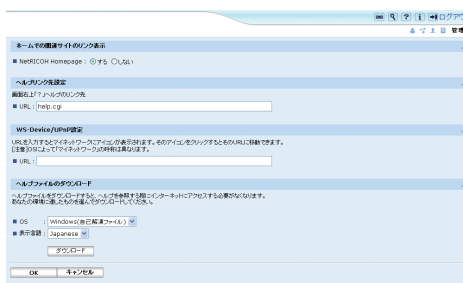 ログアウ
管理
ホームでの関連サイトのリンク表示
■ NetRICOH Homepage : する しない
ヘルプリンク先設定
画面右上「?」ヘルプのリンク先
■ URL : help.cgi
WS-Device/UPnP設定
URLを入力するとマイネットワークにアイコンが表示されます。そのアイコンをクリックするとそのURLに移動できます。
[注意]OSによって「マイネットワーク」の呼称は異なります。
■ URL :
ヘルプファイルのダウンロード
ヘルプファイルをダウンロードすると、ヘルプを参照する際にインターネットにアクセスする必要がなくなります。
あなたの環境に適したものを選んでダウンロードしてください。
■ OS : Windows(自己解凍ファイル)
■ 表示言語 : Japanese
ダウンロード
OK キャンセル